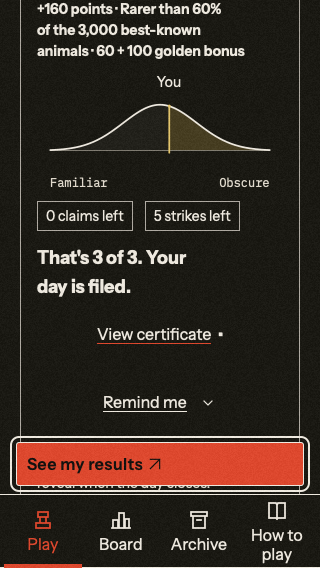 +160 points · Rarer than 60%
of the 3,000 best-known
animals · 60 + 100 golden bonus
You
Familiar
Obscure
0 claims left
5 strikes left
That's 3 of 3. Your
day is filed.
View certificate
Remind me
See my results ↗
reveal when the day closes.
Play
Board
Archive
How to
play